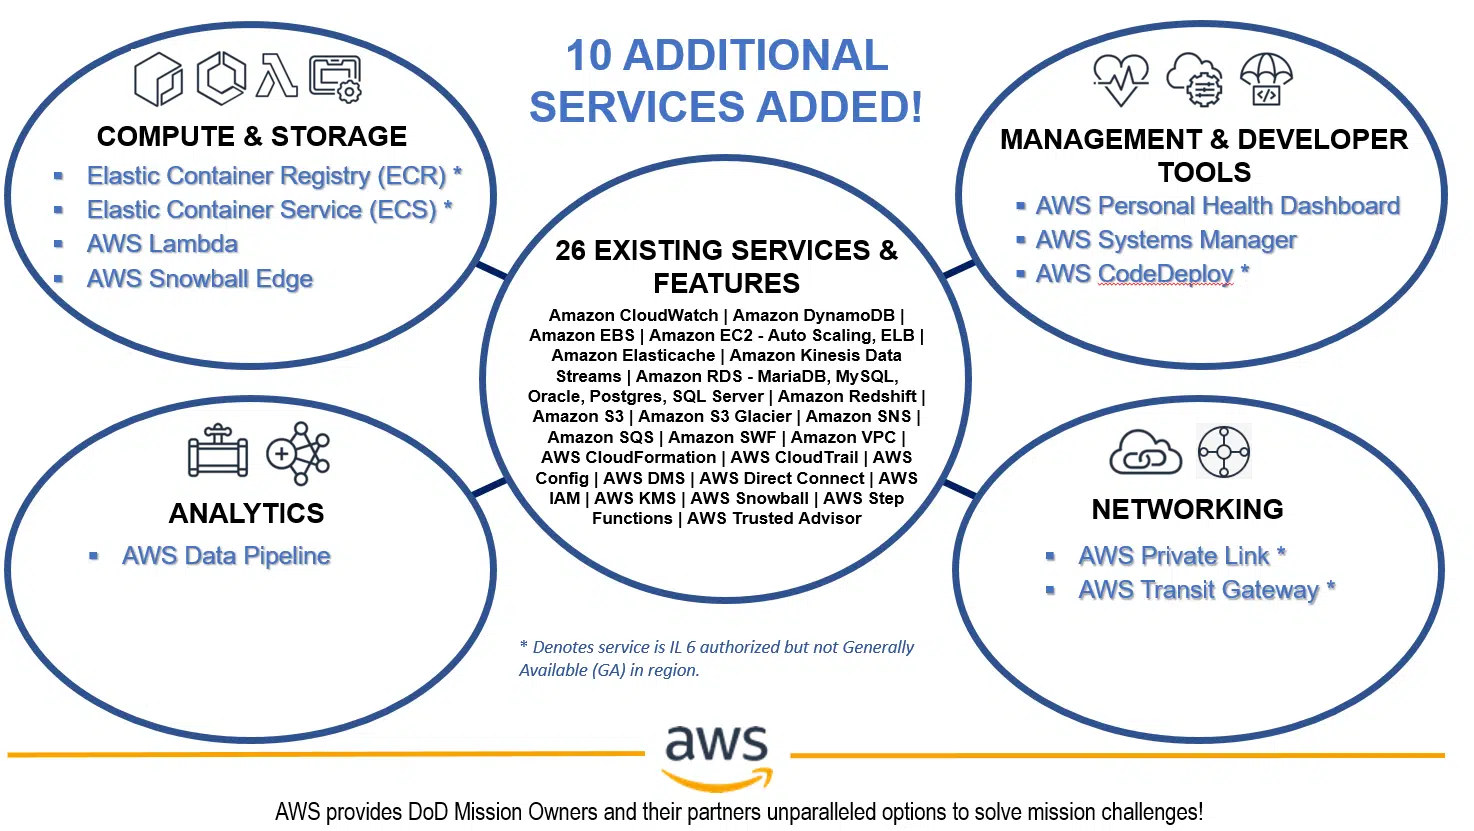 10 ADDITIONAL
SERVICES ADDED!
COMPUTE & STORAGE
▪ Elastic Container Registry (ECR) *
▪ Elastic Container Service (ECS) *
▪ AWS Lambda
▪ AWS Snowball Edge
MANAGEMENT & DEVELOPER
TOOLS
▪ AWS Personal Health Dashboard
▪ AWS Systems Manager
▪ AWS CodeDeploy *
26 EXISTING SERVICES &
FEATURES
Amazon CloudWatch | Amazon DynamoDB |
Amazon EBS | Amazon EC2 - Auto Scaling, ELB |
Amazon Elasticache | Amazon Kinesis Data
Streams | Amazon RDS - MariaDB, MySQL,
Oracle, Postgres, SQL Server | Amazon Redshift |
Amazon S3 | Amazon S3 Glacier | Amazon SNS |
Amazon SQS | Amazon SWF | Amazon VPC |
AWS CloudFormation | AWS CloudTrail | AWS
Config | AWS DMS | AWS Direct Connect | AWS
IAM | AWS KMS | AWS Snowball | AWS Step
Functions | AWS Trusted Advisor
ANALYTICS
▪ AWS Data Pipeline
NETWORKING
▪ AWS Private Link *
▪ AWS Transit Gateway *
* Denotes service is IL 6 authorized but not Generally
Available (GA) in region.
aws
AWS provides DoD Mission Owners and their partners unparalleled options to solve mission challenges!